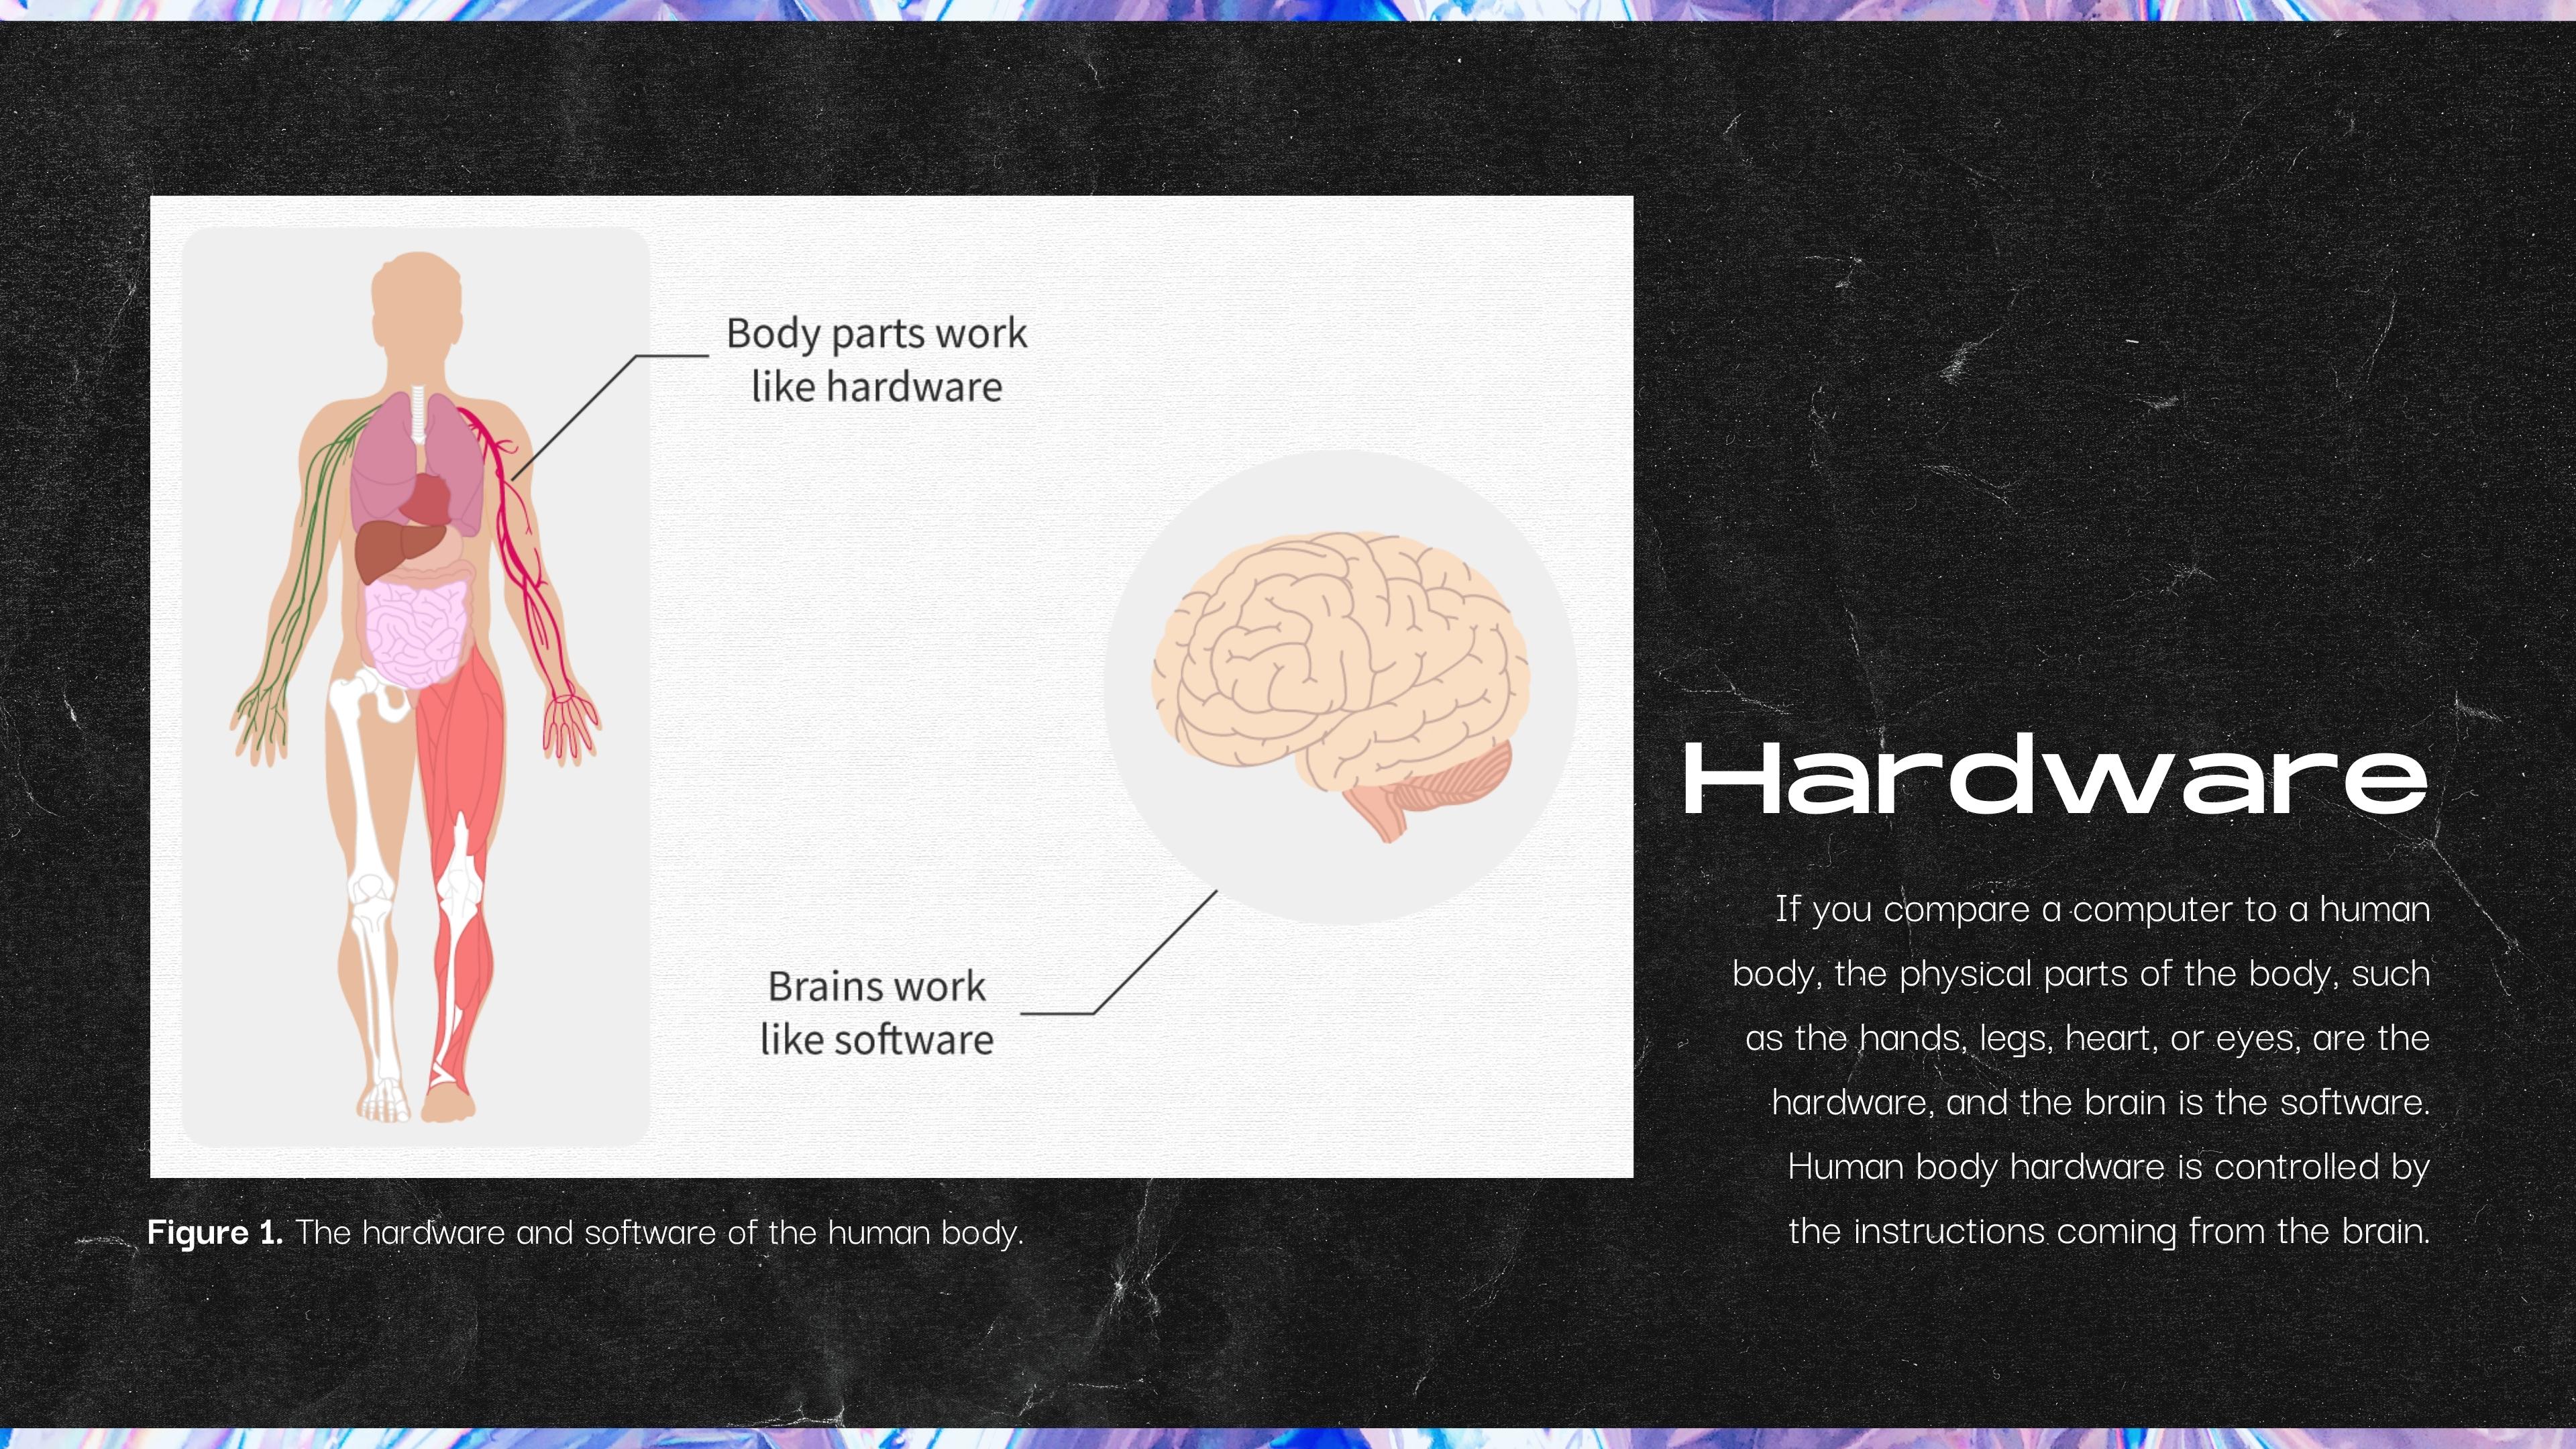 Body parts work
like hardware
Brains work
like software
Figure 1. The hardware and software of the human body.
Hardware
If you compare a computer to a human
body, the physical parts of the body, such
as the hands, legs, heart, or eyes, are the
hardware, and the brain is the software.
Human body hardware is controlled by
the instructions coming from the brain.